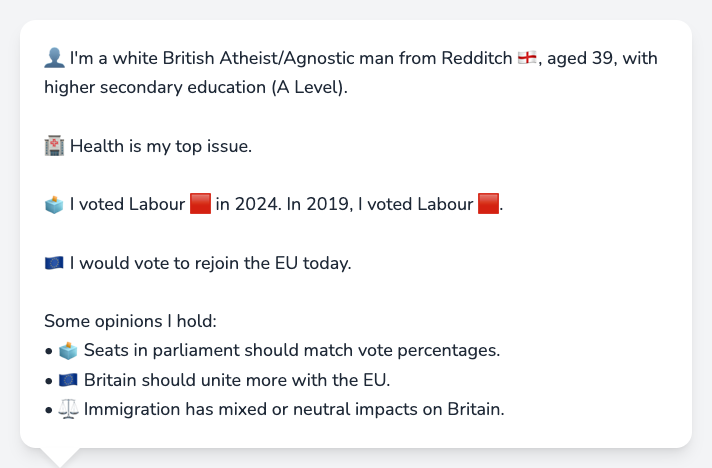 👤 I'm a white British Atheist/Agnostic man from Redditch 🏴󠁧󠁢󠁥󠁮󠁧󠁿, aged 39, with
higher secondary education (A Level).
🏥 Health is my top issue.
🗳️ I voted Labour 🟥 in 2024. In 2019, I voted Labour 🟥.
🇪🇺 I would vote to rejoin the EU today.
Some opinions I hold:
• 🗳️ Seats in parliament should match vote percentages.
• 🇪🇺 Britain should unite more with the EU.
• ⚖️ Immigration has mixed or neutral impacts on Britain.